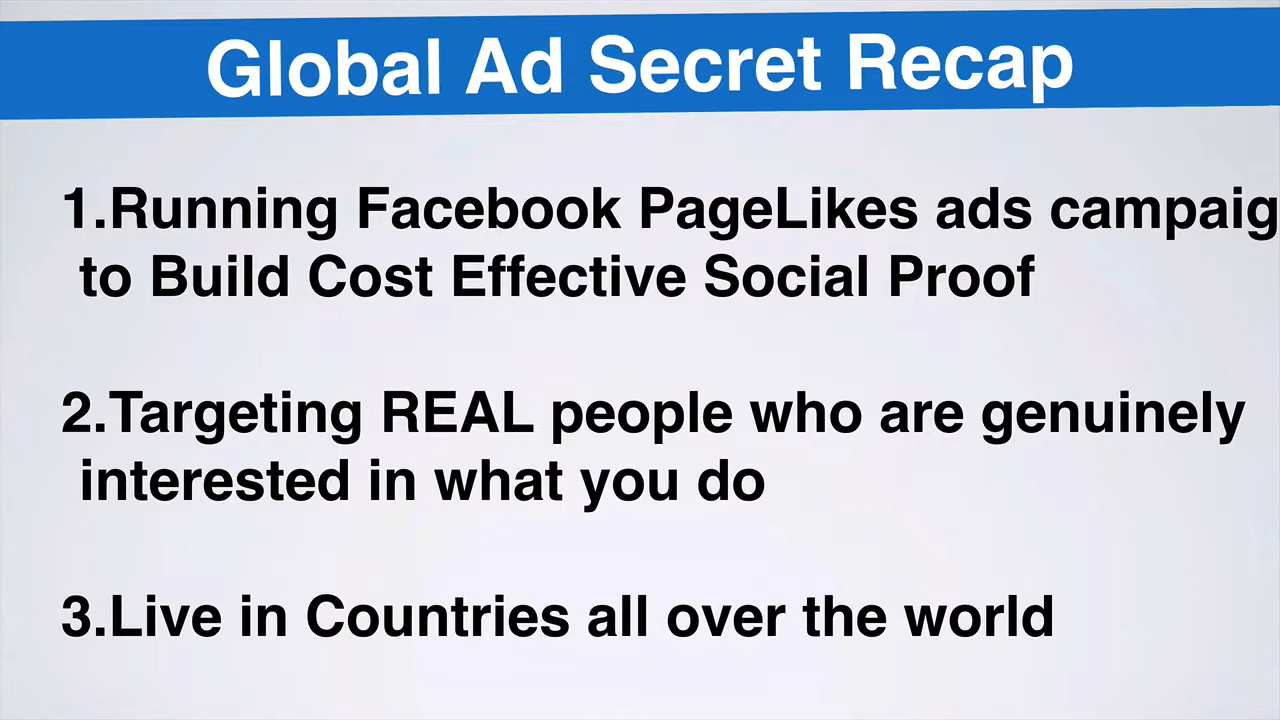 Global Ad Secret Recap
1.Running Facebook PageLikes ads campaig
to Build Cost Effective Social Proof
2.Targeting REAL people who are genuinely
interested in what you do
3.Live in Countries all over the world